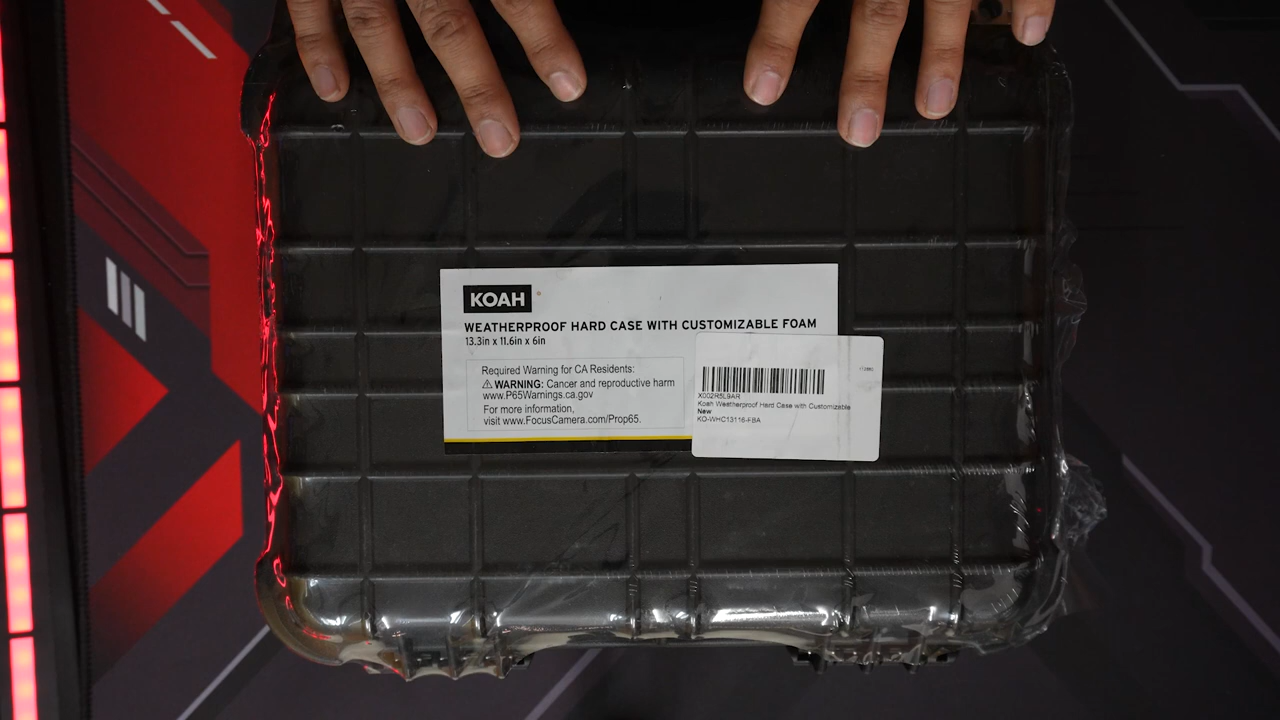 KOAH
WEATHERPROOF HARD CASE WITH CUSTOMIZABLE FOAM
13.3in x 11.6in x 6in
Required Warning for CA Residents:
⚠ WARNING: Cancer and reproductive harm
www.P65Warnings.ca.gov
For more information,
visit www.FocusCamera.com/Prop65.
X002R5L9AR
Koah Weatherproof Hard Case with Customizable
New
KO-WHC13116-FBA